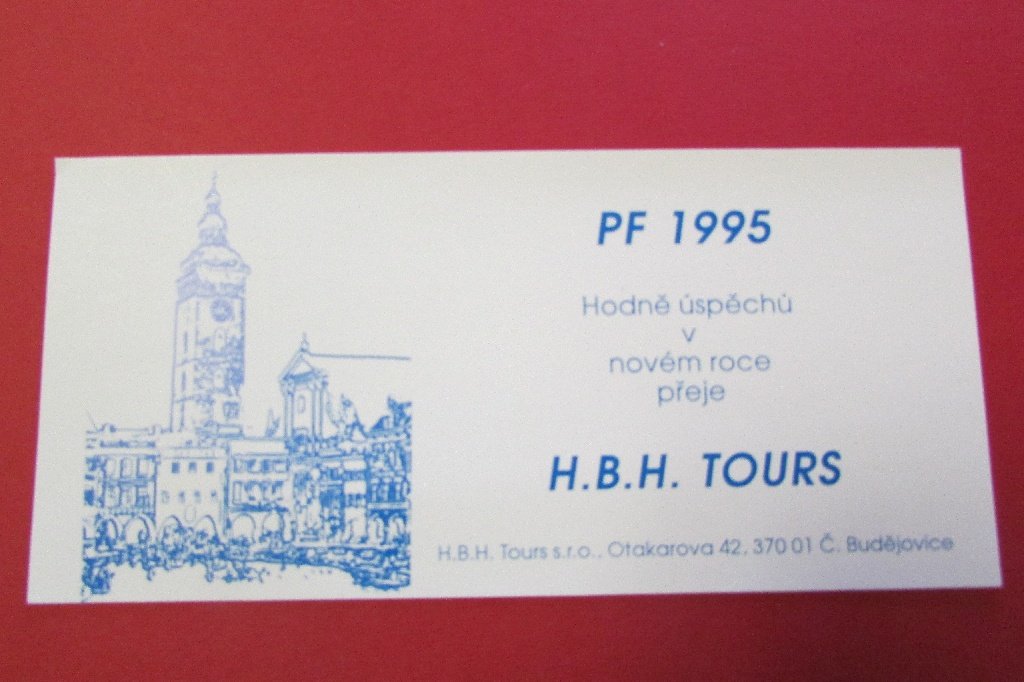 PF 1995
Hodně úspěchů
v
novém roce
přeje
H.B.H. TOURS
H.B.H. Tours s.r.o., Otakarova 42, 370 01 Č. Budějovice